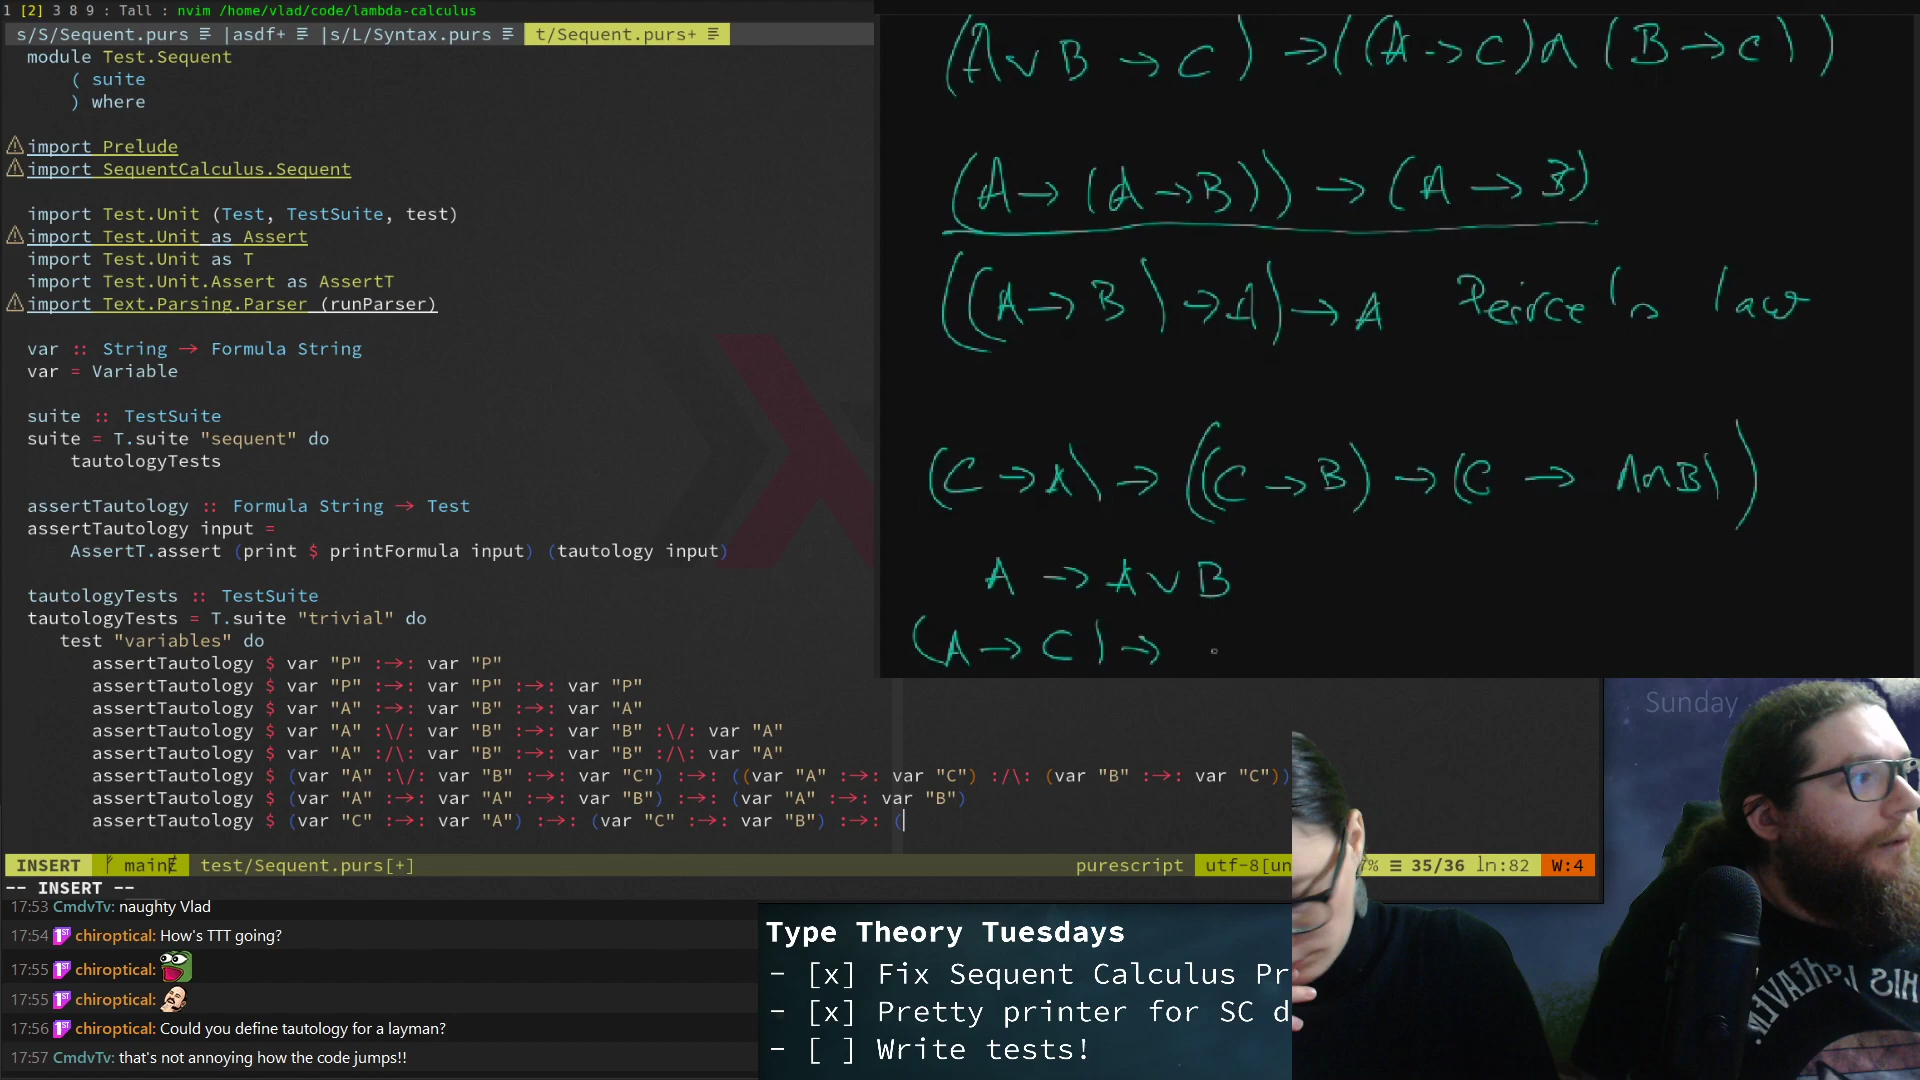 1 [2] 3 8 9 : Tall : nvim /home/vlad/code/lambda-calculus
s/S/Sequent.purs |asdf+ |s/L/Syntax.purs t/Sequent.purs+
module Test.Sequent
( suite
) where
import Prelude
import SequentCalculus.Sequent
import Test.Unit (Test, TestSuite, test)
import Test.Unit as Assert
import Test.Unit as T
import Test.Unit.Assert as AssertT
import Text.Parsing.Parser (runParser)
var :: String → Formula String
var = Variable
suite :: TestSuite
suite = T.suite "sequent" do
tautologyTests
assertTautology :: Formula String → Test
assertTautology input =
AssertT.assert (print $ printFormula input) (tautology input)
tautologyTests :: TestSuite
tautologyTests = T.suite "trivial" do
test "variables" do
assertTautology $ var "P" :→: var "P"
assertTautology $ var "P" :→: var "P" :→: var "P"
assertTautology $ var "A" :→: var "B" :→: var "A"
assertTautology $ var "A" :\/: var "B" :→: var "B" :\/: var "A"
assertTautology $ var "A" :/\: var "B" :→: var "B" :/\: var "A"
assertTautology $ (var "A" :\/: var "B" :→: var "C") :→: ((var "A" :→: var "C") :/\: (var "B" :→: var "C"))
assertTautology $ (var "A" :→: var "A" :→: var "B") :→: (var "A" :→: var "B")
assertTautology $ (var "C" :→: var "A") :→: (var "C" :→: var "B") :→: (
INSERT main test/Sequent.purs[+] purescript utf-8[un % ≡ 35/36 ln:82 W:4
-- INSERT --
(A∨B → C) → ((A → C) ∧ (B → C))
(A → (A → B)) → (A → B)
((A → B) → A) → A Peirce's law
(C → A) → ((C → B) → (C → A∧B))
A → A∨B
(A → C) →
Sunday
17:53 CmdvTv: naughty Vlad
17:54 1ST chiroptical: How's TTT going?
17:55 1ST chiroptical:
17:55 1ST chiroptical:
17:56 1ST chiroptical: Could you define tautology for a layman?
17:57 CmdvTv: that's not annoying how the code jumps!!
Type Theory Tuesdays
- [x] Fix Sequent Calculus Pr
- [x] Pretty printer for SC d
- [ ] Write tests!